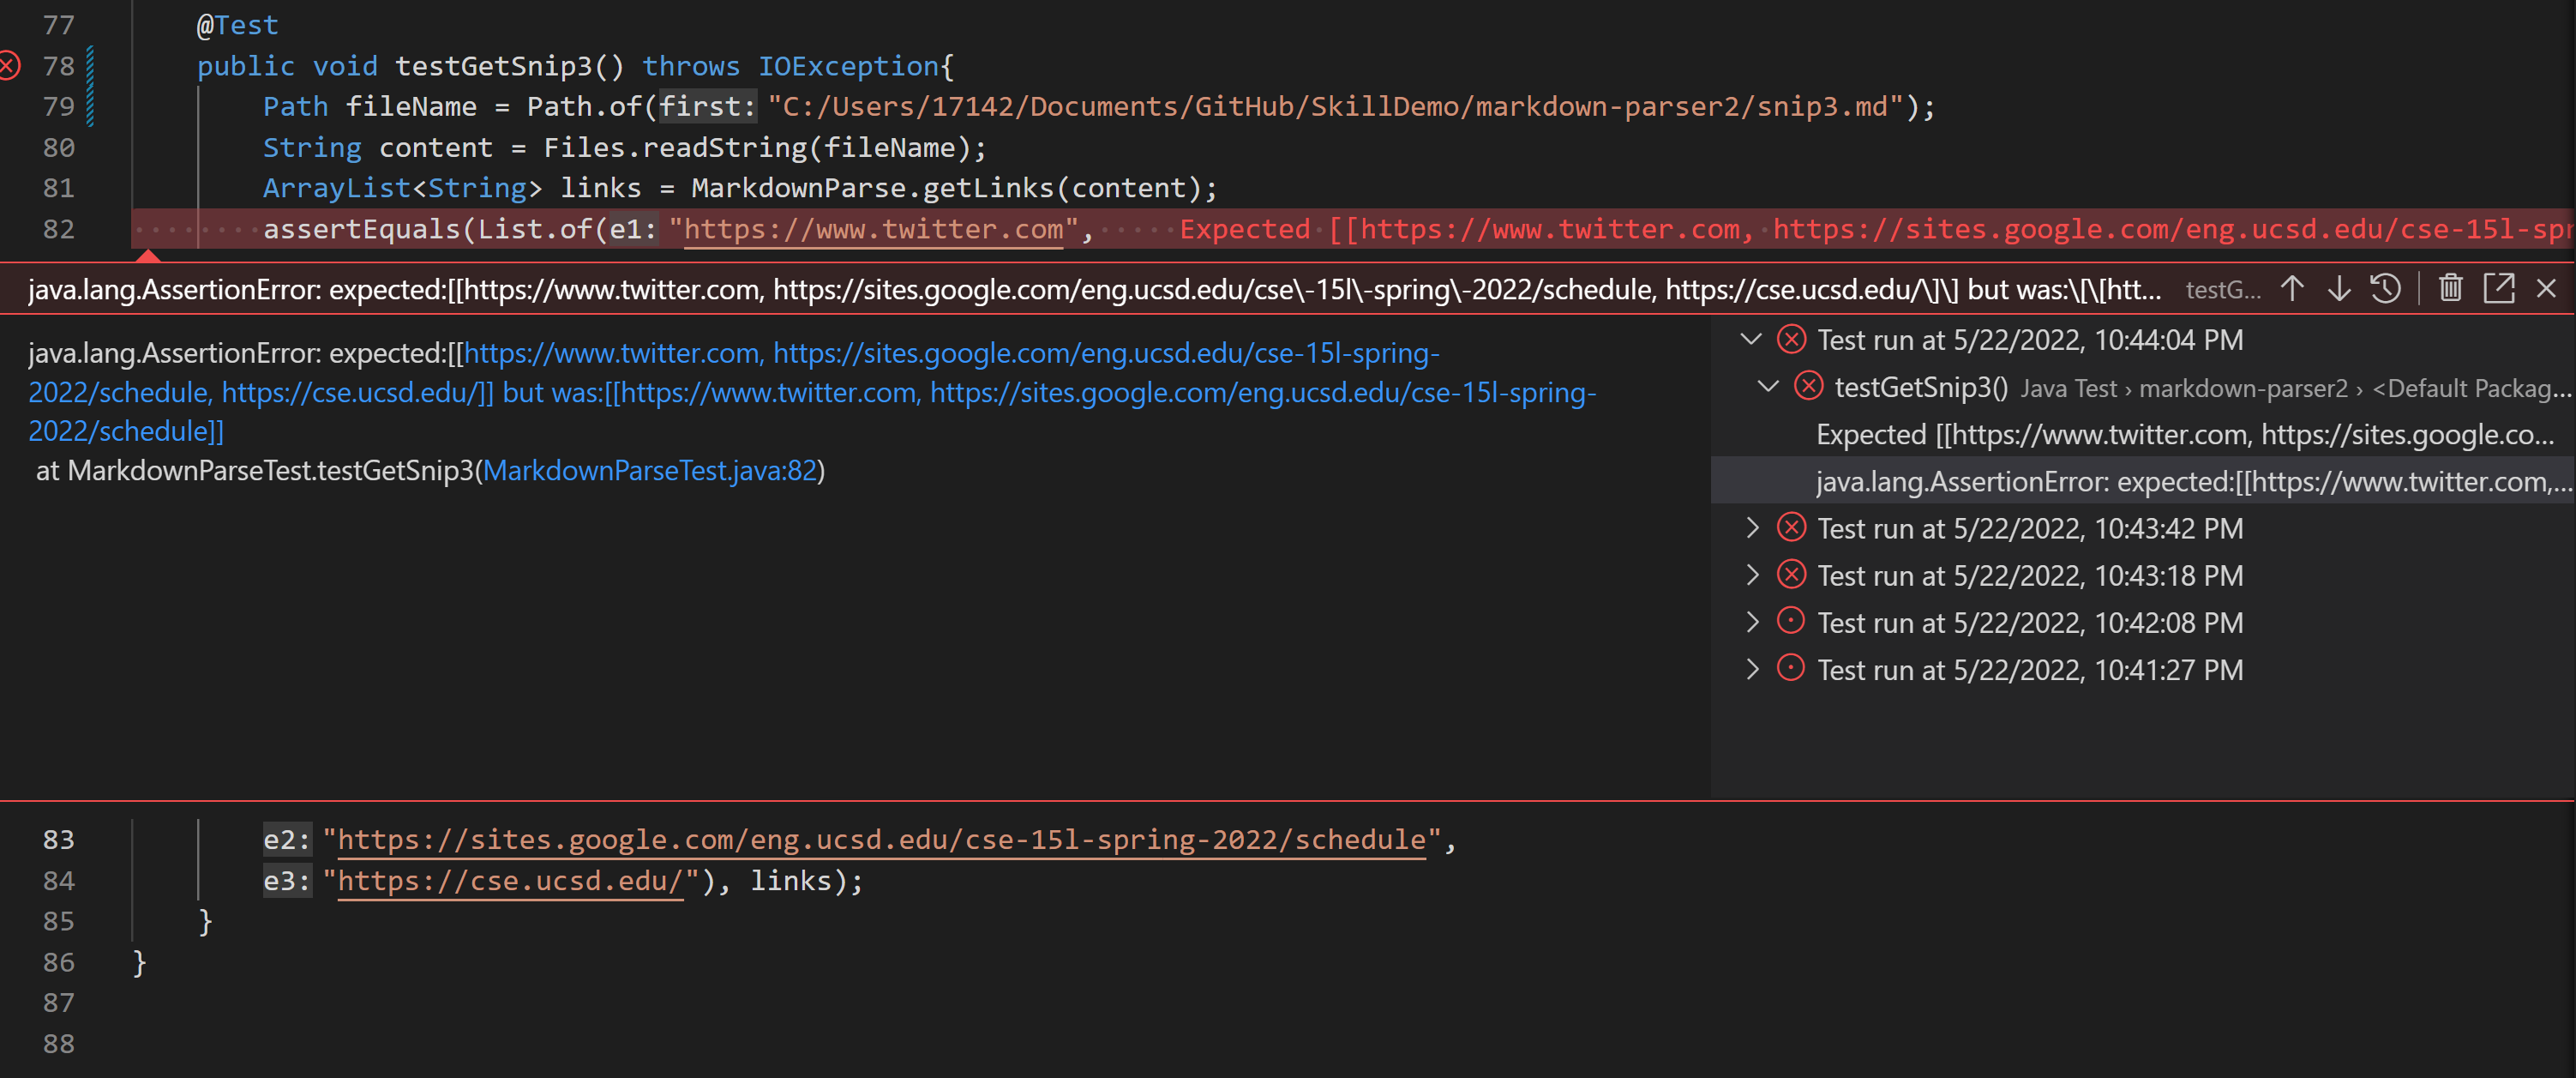 77 @Test
78 public void testGetSnip3() throws IOException{
79 Path fileName = Path.of(first: "C:/Users/17142/Documents/GitHub/SkillDemo/markdown-parser2/snip3.md");
80 String content = Files.readString(fileName);
81 ArrayList<String> links = MarkdownParse.getLinks(content);
82 assertEquals(List.of(e1: "https://www.twitter.com", Expected [[https://www.twitter.com, https://sites.google.com/eng.ucsd.edu/cse-15l-spr
java.lang.AssertionError: expected:[[https://www.twitter.com, https://sites.google.com/eng.ucsd.edu/cse\-15l\-spring\-2022/schedule, https://cse.ucsd.edu/\]\] but was:\[\[htt... testG...
java.lang.AssertionError: expected:[[https://www.twitter.com, https://sites.google.com/eng.ucsd.edu/cse-15l-spring-
2022/schedule, https://cse.ucsd.edu/]] but was:[[https://www.twitter.com, https://sites.google.com/eng.ucsd.edu/cse-15l-spring-
2022/schedule]]
at MarkdownParseTest.testGetSnip3(MarkdownParseTest.java:82)
Test run at 5/22/2022, 10:44:04 PM
testGetSnip3() Java Test › markdown-parser2 › <Default Packag...
Expected [[https://www.twitter.com, https://sites.google.co...
java.lang.AssertionError: expected:[[https://www.twitter.com,...
Test run at 5/22/2022, 10:43:42 PM
Test run at 5/22/2022, 10:43:18 PM
Test run at 5/22/2022, 10:42:08 PM
Test run at 5/22/2022, 10:41:27 PM
83 e2: "https://sites.google.com/eng.ucsd.edu/cse-15l-spring-2022/schedule",
84 e3: "https://cse.ucsd.edu/"), links);
85 }
86 }
87
88